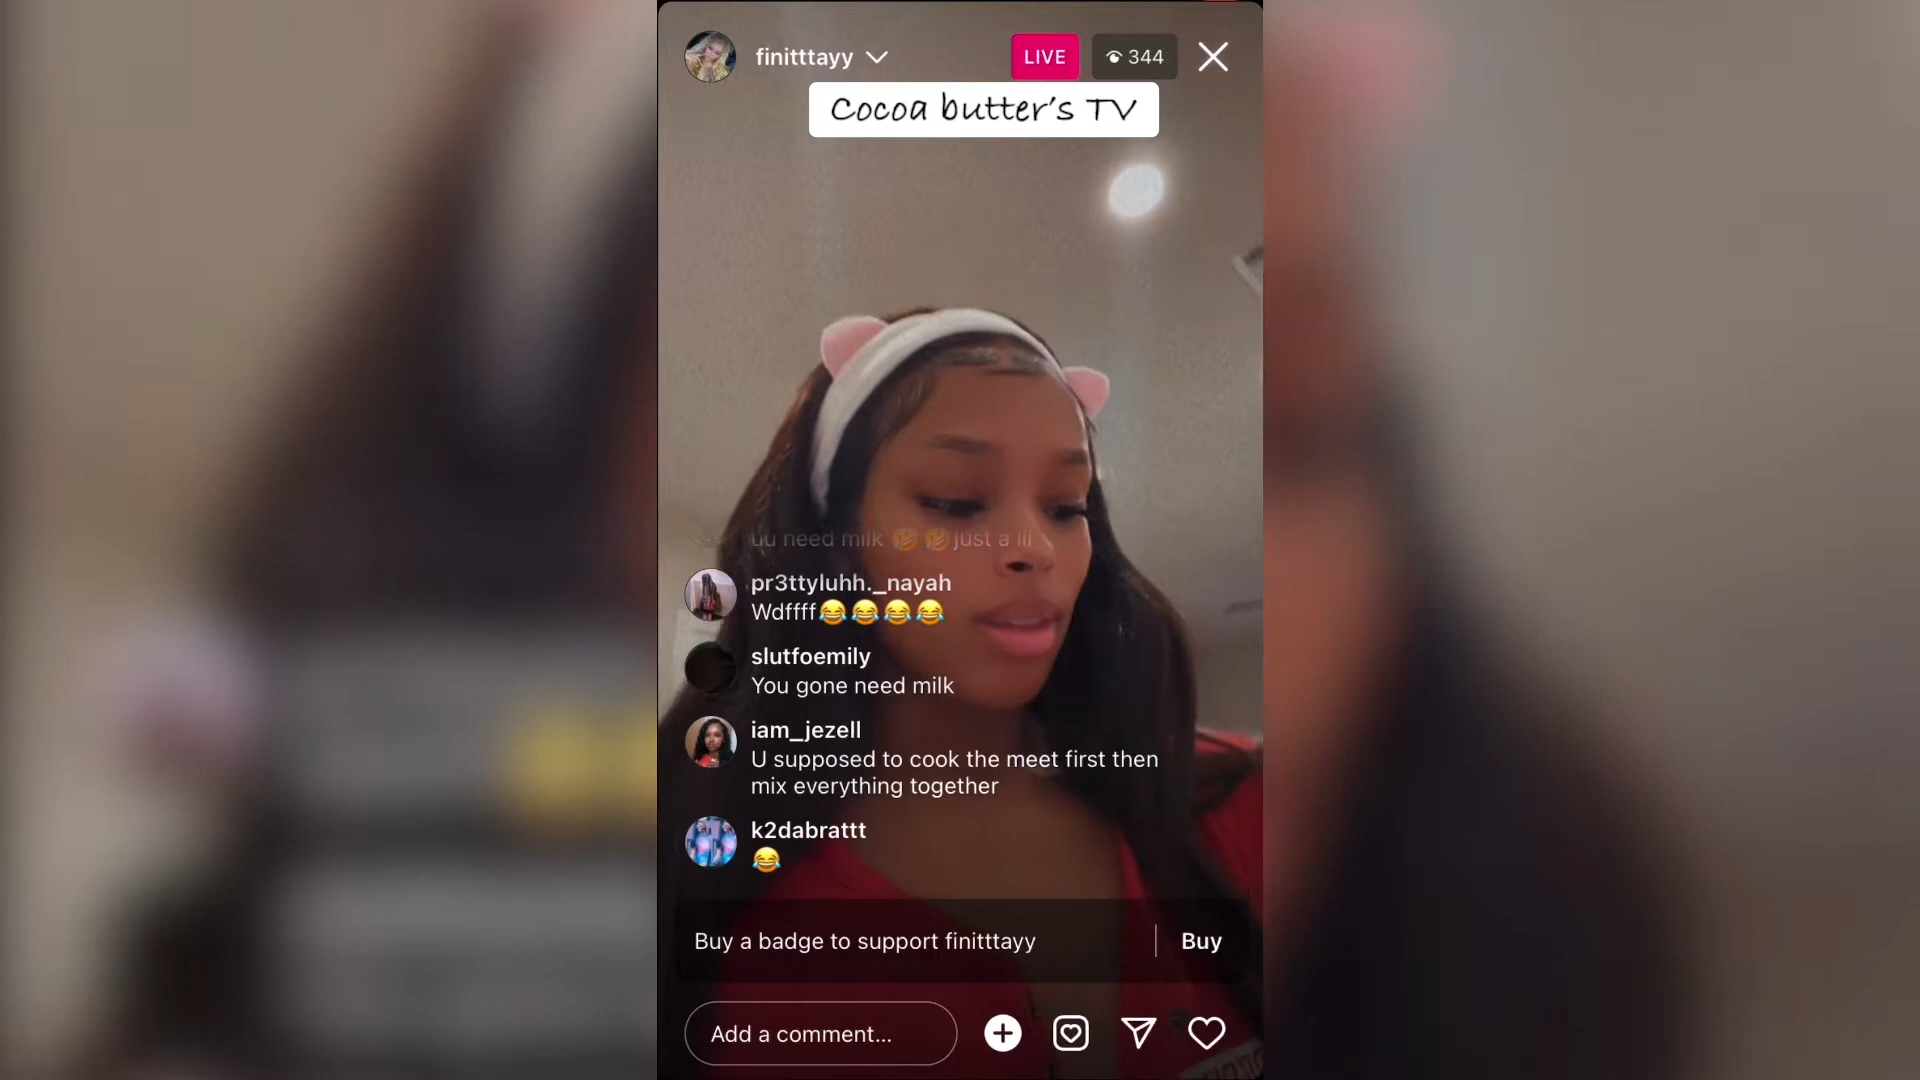 finitttayy
LIVE
344
Cocoa butter's TV
uu need milk 🤣🤣just a lil
pr3ttyluhh._nayah
Wdffff😂😂😂😂
slutfoemily
You gone need milk
iam_jezell
U supposed to cook the meet first then
mix everything together
k2dabrattt
😂
Buy a badge to support finitttayy
Buy
Add a comment...